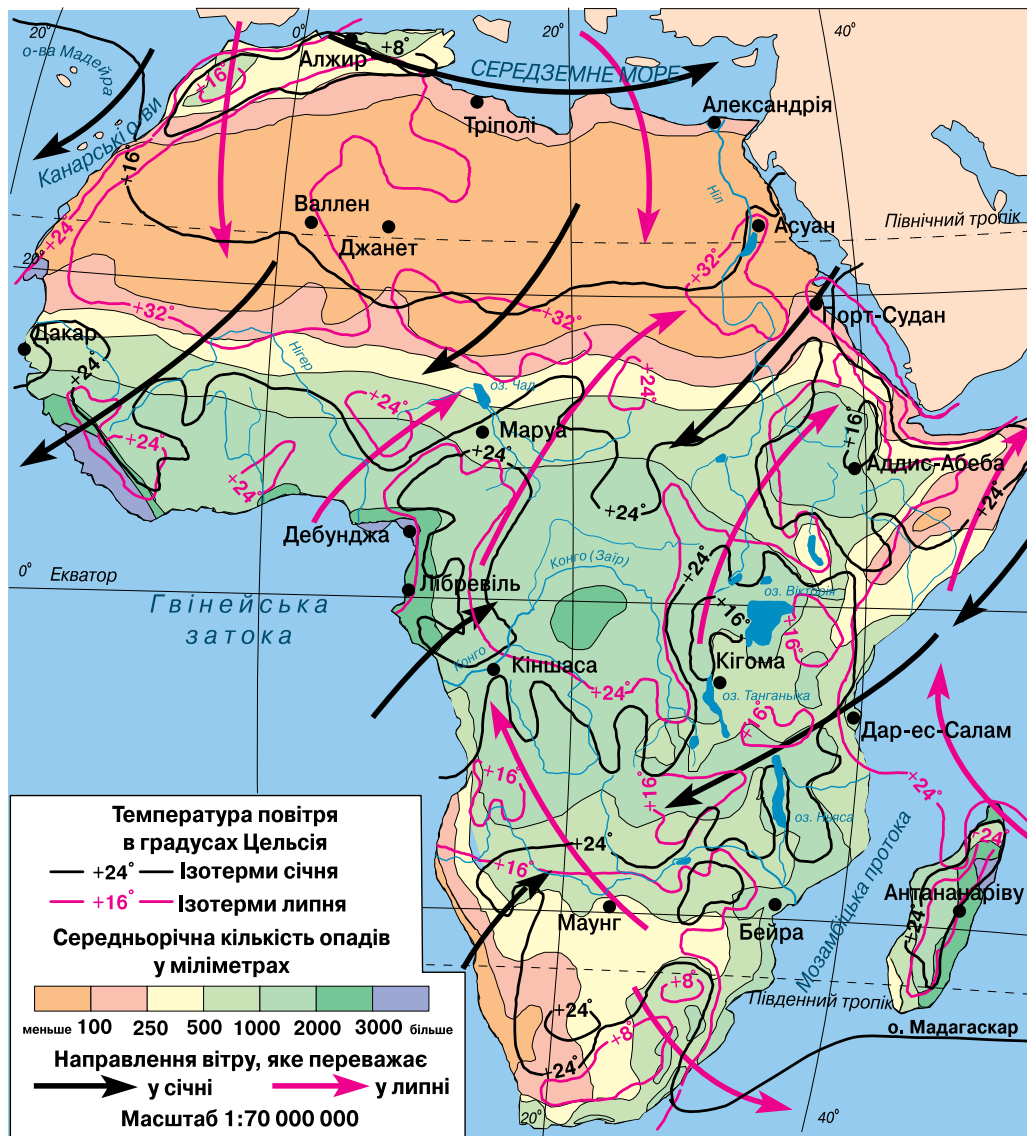 20°
0°
20°
40°
о-ва Мадейра
Алжир
+8°
СЕРЕДЗЕМНЕ МОРЕ
+16°
Канарські о-ви
Тріполі
Александрія
+16°
Ніл
Валлен
Джанет
Асуан
Північний тропік
+24°
20°
+32°
+32°
+32°
Порт-Судан
Дакар
+24°
Нігер
оз. Чад
+24°
+24°
Маруа
+16°
+24°
+24°
+24°
Аддис-Абеба
+24°
+24°
Дебунджа
+24°
Конго (Заїр)
0°
Екватор
Лібревіль
оз. Вікторія
+16°
+16°
Гвінейська
затока
Конго
Кіншаса
Кігома
+24°
оз. Танганьїка
+16°
Дар-ес-Салам
+16°
+16°
+24°
оз. Ньяса
+24°
+24°
+16°
Мозамбіцька протока
Антананаріву
+24°
Маунг
Бейра
+8°
Південний тропік
+24°
+8°
о. Мадагаскар
+24°
20°
40°
Температура повітря
в градусах Цельсія
+24° Ізотерми січня
+16° Ізотерми липня
Середньорічна кількість опадів
у міліметрах
меньше 100 250 500 1000 2000 3000 більше
Направлення вітру, яке переважає
у січні у липні
Масштаб 1:70 000 000